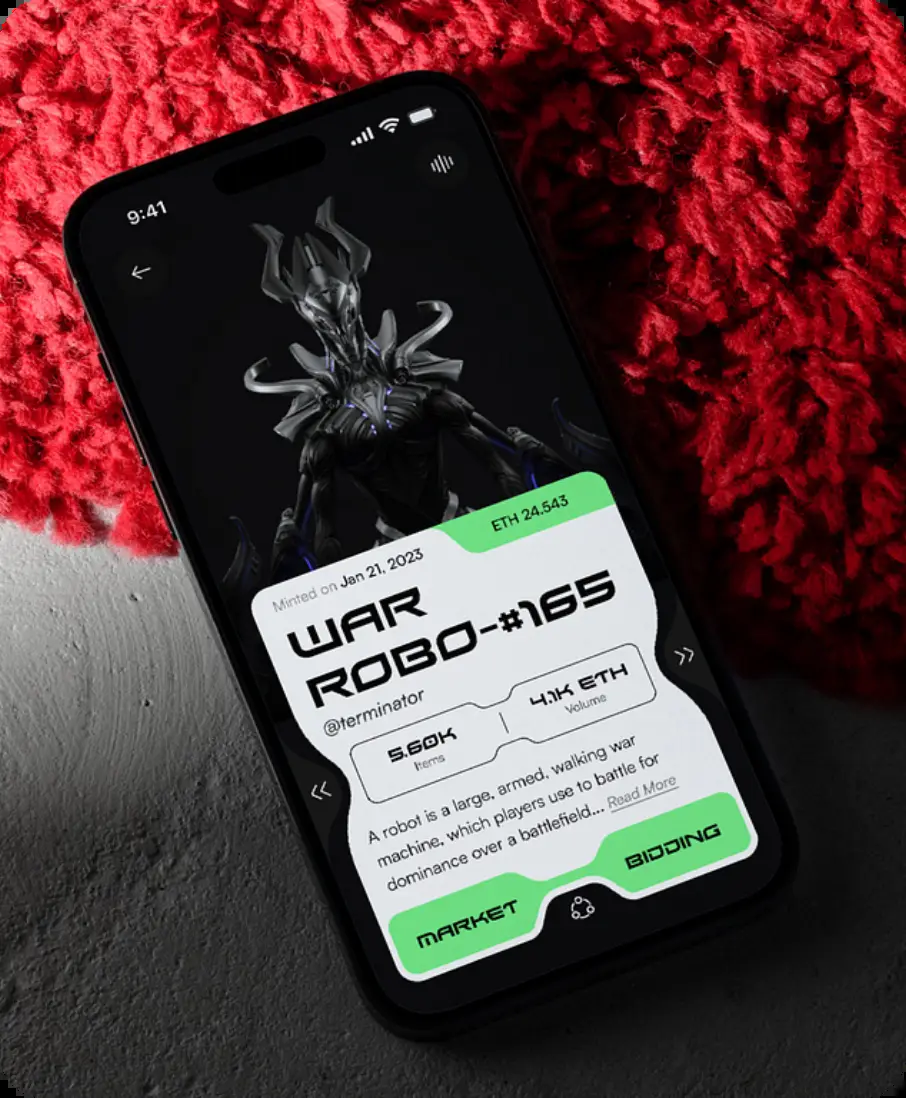 9:41
ETH 24.543
Minted on Jan 21, 2023
WAR
ROBO-#165
@terminator
5.60K
Items
4.1K ETH
Volume
A robot is a large, armed, walking war
machine, which players use to battle for
dominance over a battlefield... Read More
MARKET
BIDDING